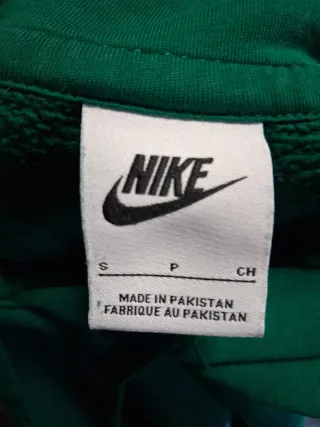 NIKE
S P CH
MADE IN PAKISTAN
FABRIQUE AU PAKISTAN